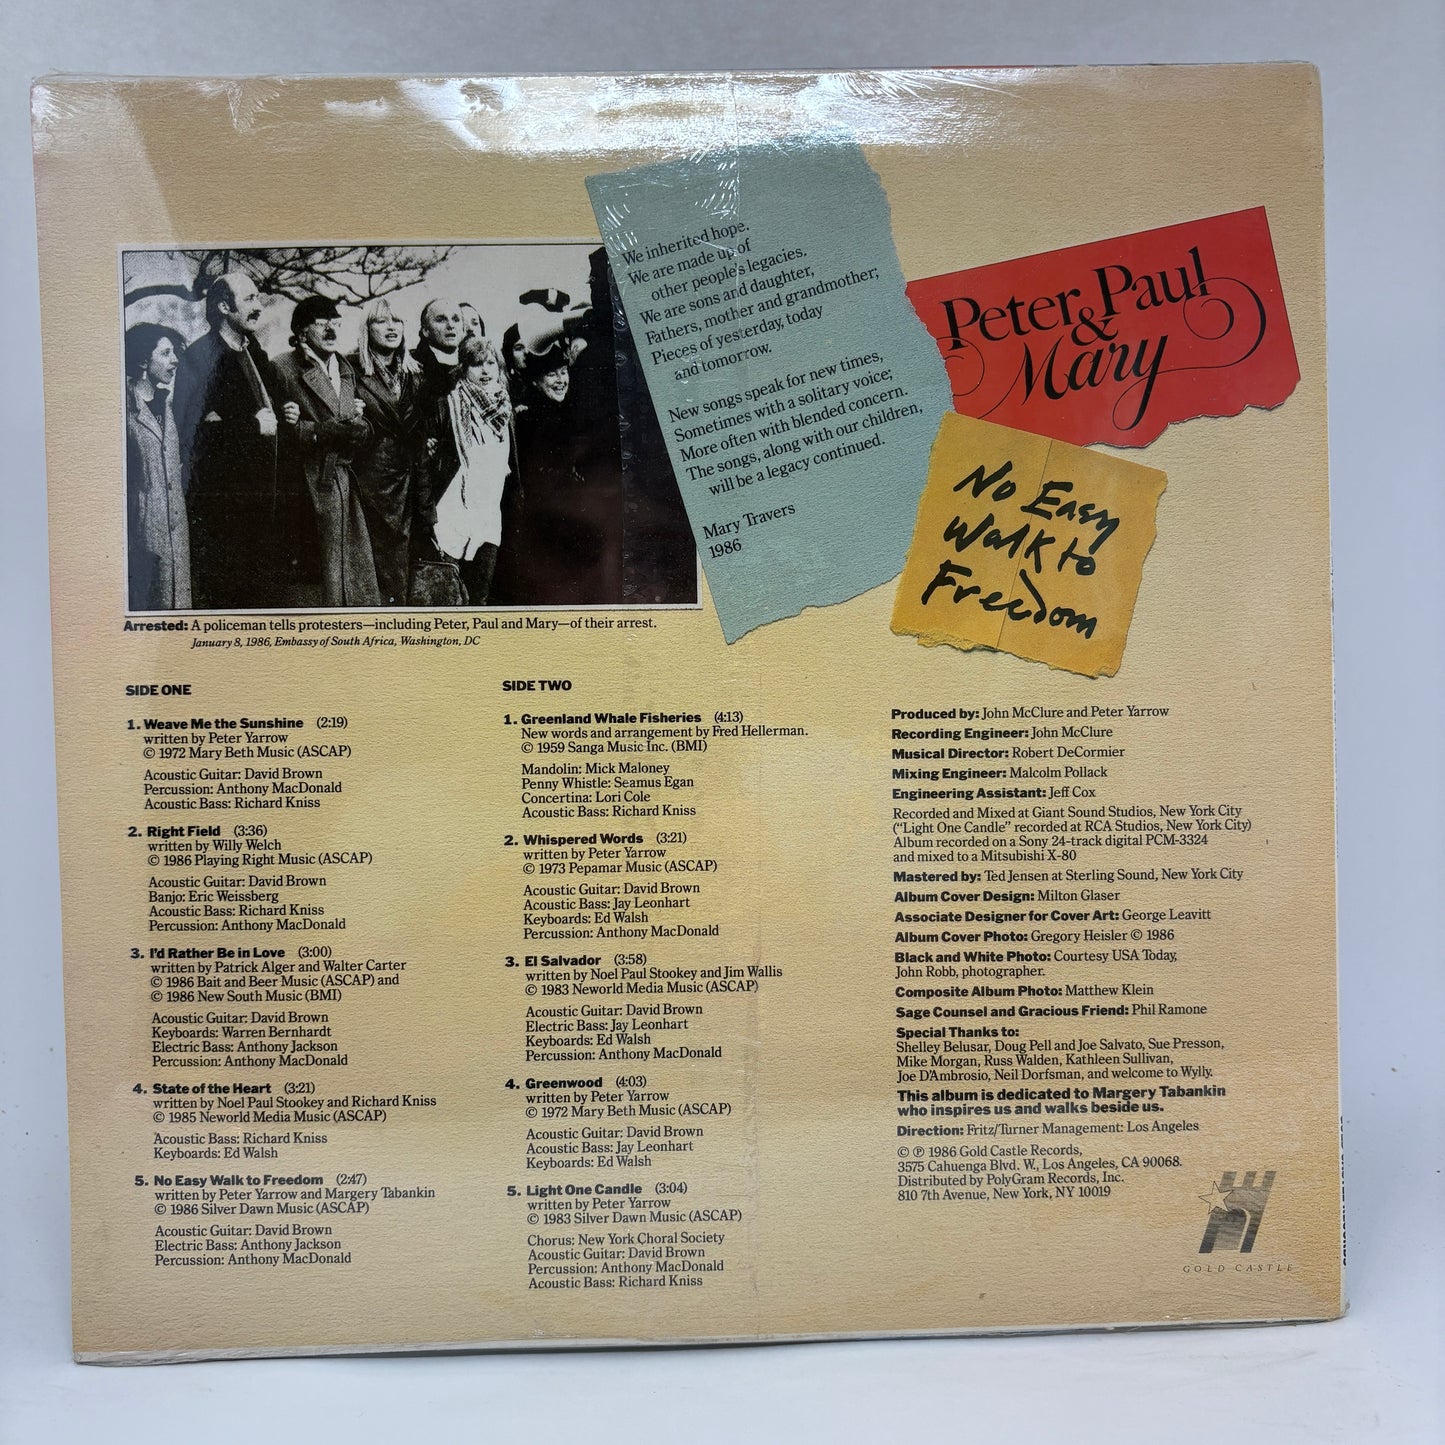 We inherited hope.
We are made up of
other people's legacies.
We are sons and daughter,
Fathers, mother and grandmother;
Pieces of yesterday, today
and tomorrow.
New songs speak for new times,
Sometimes with a solitary voice;
More often with blended concern.
The songs, along with our children,
will be a legacy continued.
Mary Travers
1986
Peter, Paul
&
Mary
No Easy
Walk to
Freedom
Arrested: A policeman tells protesters—including Peter, Paul and Mary—of their arrest.
January 8, 1986, Embassy of South Africa, Washington, DC
SIDE ONE
1. Weave Me the Sunshine (2:19)
written by Peter Yarrow
© 1972 Mary Beth Music (ASCAP)
Acoustic Guitar: David Brown
Percussion: Anthony MacDonald
Acoustic Bass: Richard Kniss
2. Right Field (3:36)
written by Willy Welch
© 1986 Playing Right Music (ASCAP)
Acoustic Guitar: David Brown
Banjo: Eric Weissberg
Acoustic Bass: Richard Kniss
Percussion: Anthony MacDonald
3. I'd Rather Be in Love (3:00)
written by Patrick Alger and Walter Carter
© 1986 Bait and Beer Music (ASCAP) and
© 1986 New South Music (BMI)
Acoustic Guitar: David Brown
Keyboards: Warren Bernhardt
Electric Bass: Anthony Jackson
Percussion: Anthony MacDonald
4. State of the Heart (3:21)
written by Noel Paul Stookey and Richard Kniss
© 1985 Neworld Media Music (ASCAP)
Acoustic Bass: Richard Kniss
Keyboards: Ed Walsh
5. No Easy Walk to Freedom (2:47)
written by Peter Yarrow and Margery Tabankin
© 1986 Silver Dawn Music (ASCAP)
Acoustic Guitar: David Brown
Electric Bass: Anthony Jackson
Percussion: Anthony MacDonald
SIDE TWO
1. Greenland Whale Fisheries (4:13)
New words and arrangement by Fred Hellerman.
© 1959 Sanga Music Inc. (BMI)
Mandolin: Mick Maloney
Penny Whistle: Seamus Egan
Concertina: Lori Cole
Acoustic Bass: Richard Kniss
2. Whispered Words (3:21)
written by Peter Yarrow
© 1973 Pepamar Music (ASCAP)
Acoustic Guitar: David Brown
Acoustic Bass: Jay Leonhart
Keyboards: Ed Walsh
Percussion: Anthony MacDonald
3. El Salvador (3:58)
written by Noel Paul Stookey and Jim Wallis
© 1983 Neworld Media Music (ASCAP)
Acoustic Guitar: David Brown
Electric Bass: Jay Leonhart
Keyboards: Ed Walsh
Percussion: Anthony MacDonald
4. Greenwood (4:03)
written by Peter Yarrow
© 1972 Mary Beth Music (ASCAP)
Acoustic Guitar: David Brown
Acoustic Bass: Jay Leonhart
Keyboards: Ed Walsh
5. Light One Candle (3:04)
written by Peter Yarrow
© 1983 Silver Dawn Music (ASCAP)
Chorus: New York Choral Society
Acoustic Guitar: David Brown
Percussion: Anthony MacDonald
Acoustic Bass: Richard Kniss
Produced by: John McClure and Peter Yarrow
Recording Engineer: John McClure
Musical Director: Robert DeCormier
Mixing Engineer: Malcolm Pollack
Engineering Assistant: Jeff Cox
Recorded and Mixed at Giant Sound Studios, New York City
("Light One Candle" recorded at RCA Studios, New York City)
Album recorded on a Sony 24-track digital PCM-3324
and mixed to a Mitsubishi X-80
Mastered by: Ted Jensen at Sterling Sound, New York City
Album Cover Design: Milton Glaser
Associate Designer for Cover Art: George Leavitt
Album Cover Photo: Gregory Heisler © 1986
Black and White Photo: Courtesy USA Today,
John Robb, photographer.
Composite Album Photo: Matthew Klein
Sage Counsel and Gracious Friend: Phil Ramone
Special Thanks to:
Shelley Belusar, Doug Pell and Joe Salvato, Sue Presson,
Mike Morgan, Russ Walden, Kathleen Sullivan,
Joe D'Ambrosio, Neil Dorfsman, and welcome to Wylly.
This album is dedicated to Margery Tabankin
who inspires us and walks beside us.
Direction: Fritz/Turner Management: Los Angeles
© ℗ 1986 Gold Castle Records,
3575 Cahuenga Blvd. W., Los Angeles, CA 90068.
Distributed by PolyGram Records, Inc.
810 7th Avenue, New York, NY 10019
GOLD CASTLE